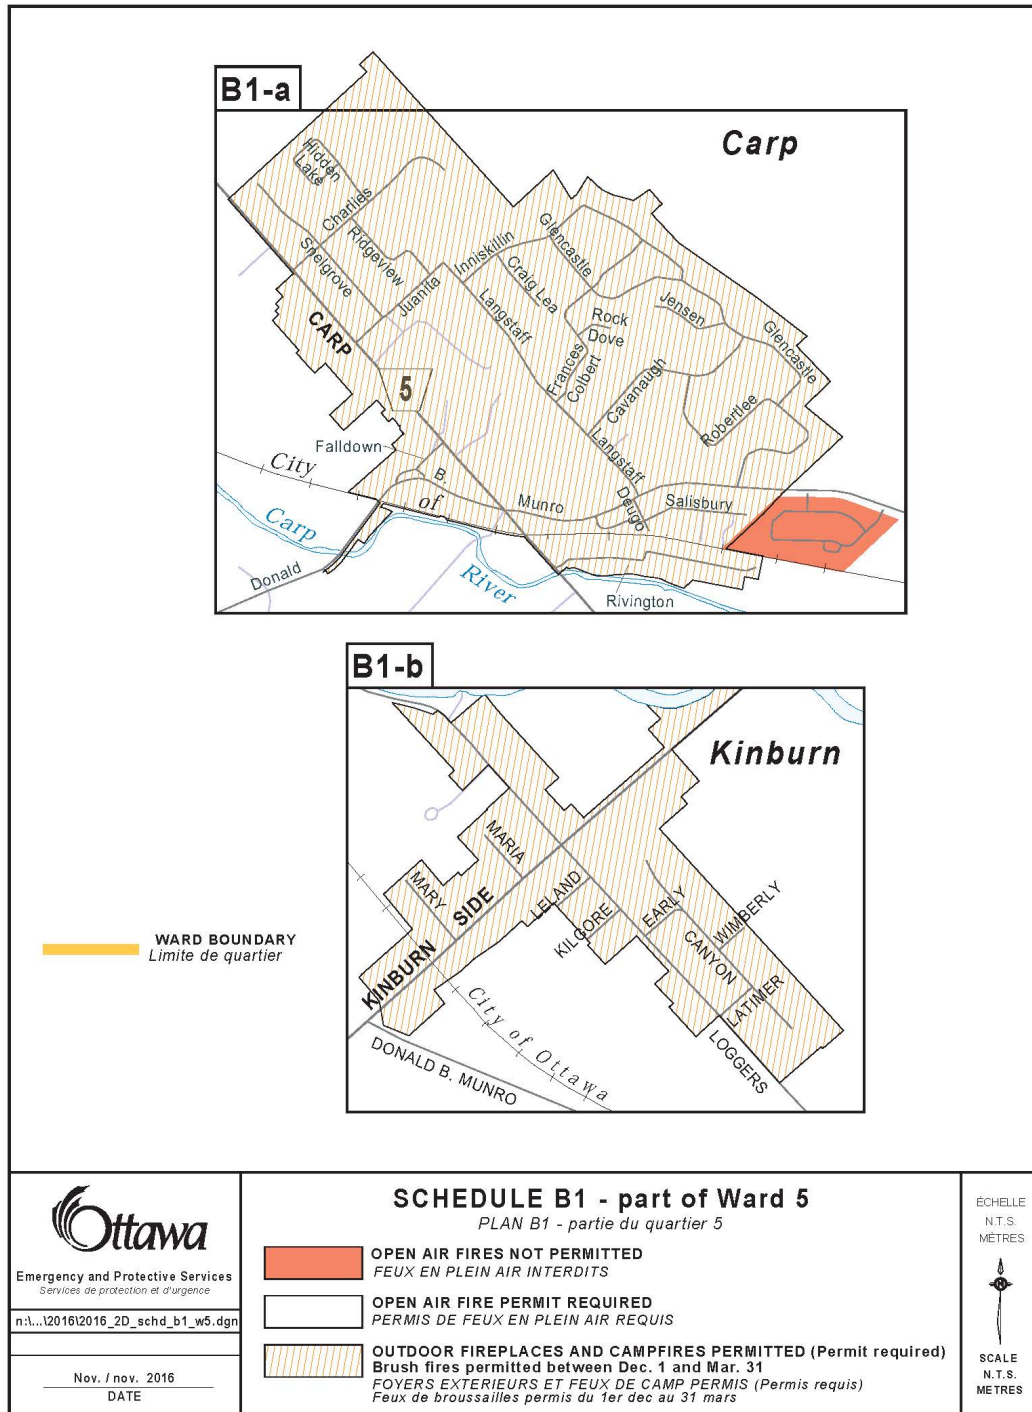 B1-a
Carp
Hidden
Lake
Charlies
Snelgrove
Ridgeview
Juanita
Inniskillin
Glencastle
Craig Lea
Langstaff
Jensen
Rock
Dove
Frances
Colbert
Glencastle
CARP
5
Cavanaugh
Robertlee
Langstaff
Falldown
City
B.
of
Munro
Deugo
Salisbury
Carp
River
Donald
Rivington
B1-b
Kinburn
MARIA
MARY
SIDE
LELAND
KILGORE
EARLY
WIMBERLY
CANYON
KINBURN
LATIMER
City of Ottawa
LOGGERS
DONALD B. MUNRO
WARD BOUNDARY
Limite de quartier
Ottawa
Emergency and Protective Services
Services de protection et d'urgence
n:\...\2016\2016_2D_schd_b1_w5.dgn
Nov. / nov. 2016
DATE
SCHEDULE B1 - part of Ward 5
PLAN B1 - partie du quartier 5
OPEN AIR FIRES NOT PERMITTED
FEUX EN PLEIN AIR INTERDITS
OPEN AIR FIRE PERMIT REQUIRED
PERMIS DE FEUX EN PLEIN AIR REQUIS
OUTDOOR FIREPLACES AND CAMPFIRES PERMITTED (Permit required)
Brush fires permitted between Dec. 1 and Mar. 31
FOYERS EXTERIEURS ET FEUX DE CAMP PERMIS (Permis requis)
Feux de broussailles permis du 1er dec au 31 mars
ÉCHELLE
N.T.S.
MÈTRES
SCALE
N.T.S.
METRES